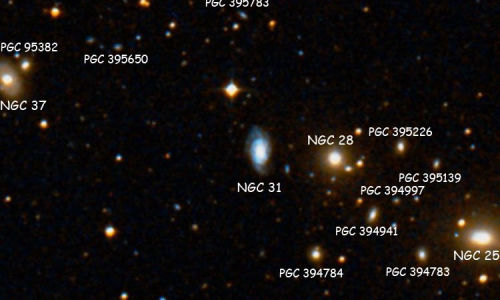 PGC 395783
PGC 95382
PGC 395650
NGC 37
NGC 28
PGC 395226
NGC 31
PGC 395139
PGC 394997
PGC 394941
NGC 25
PGC 394784
PGC 394783